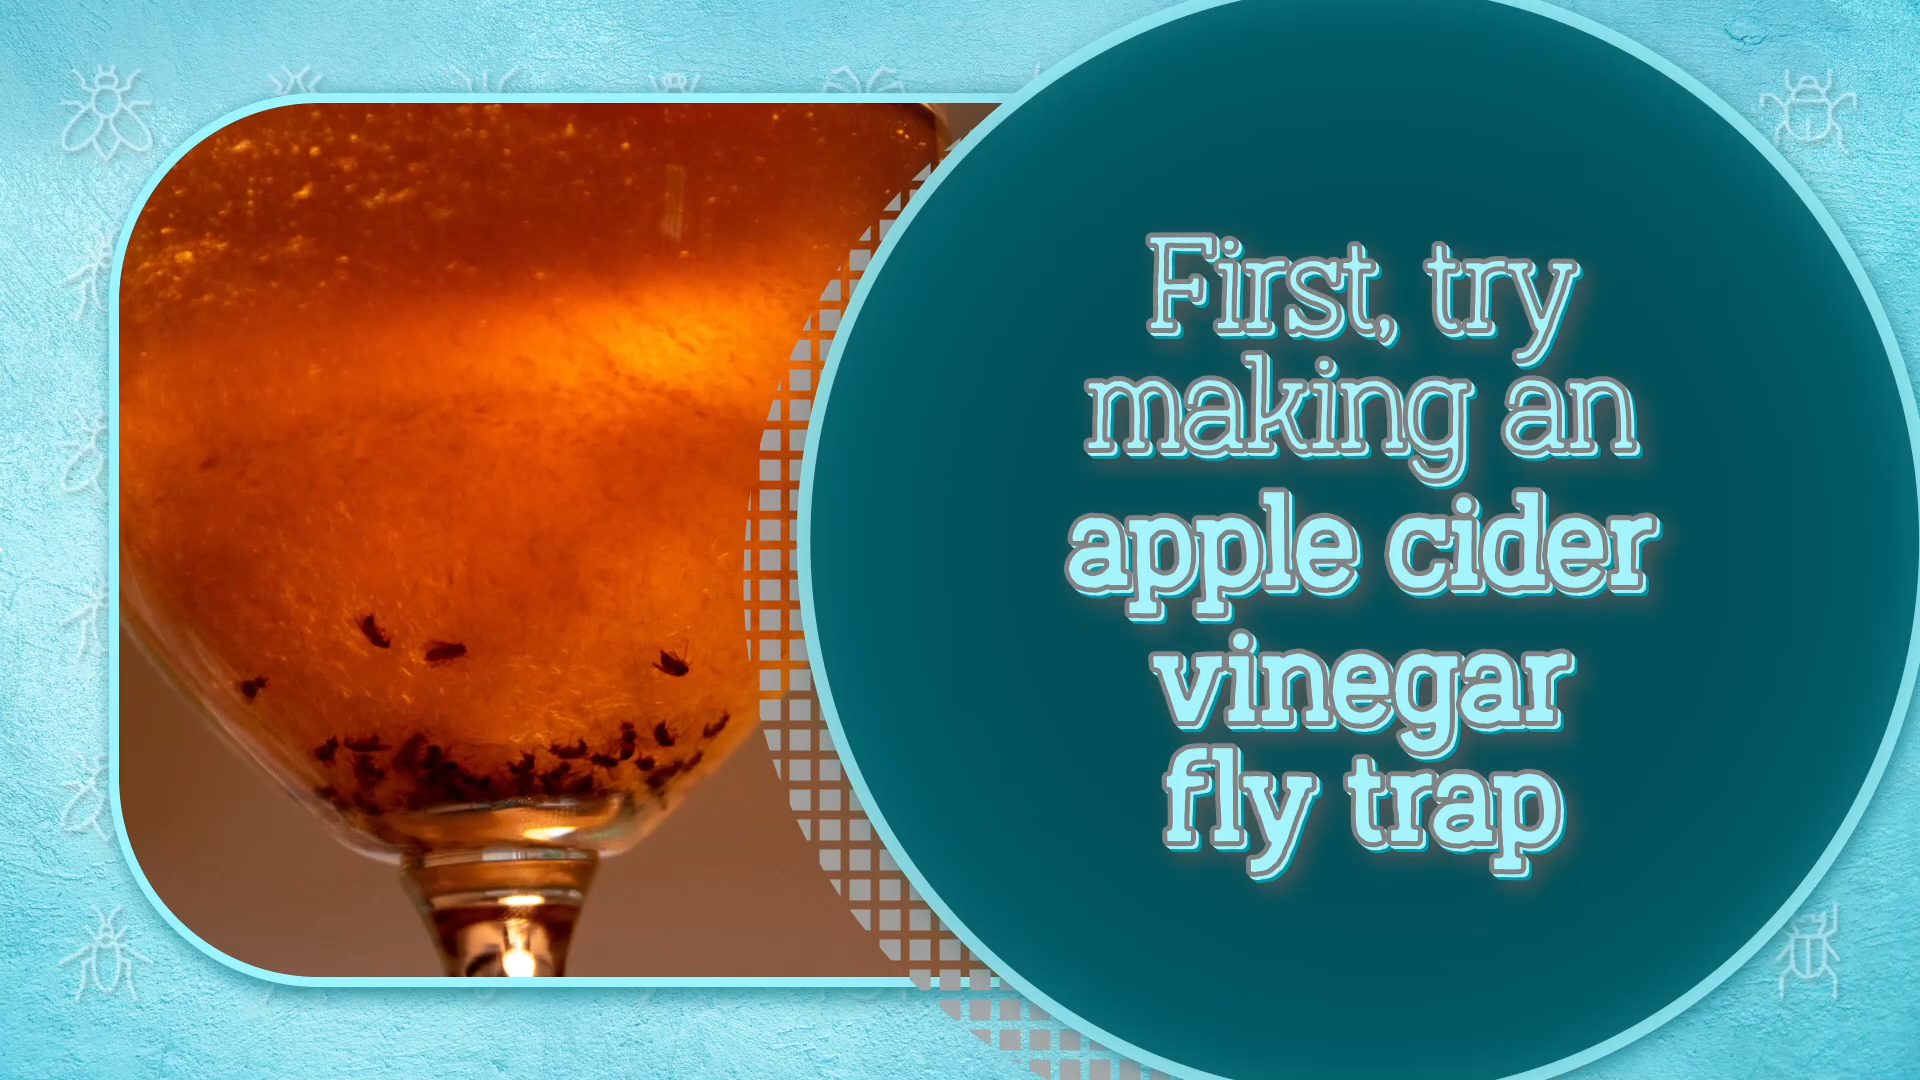 First, try
making an
apple cider
vinegar
fly trap